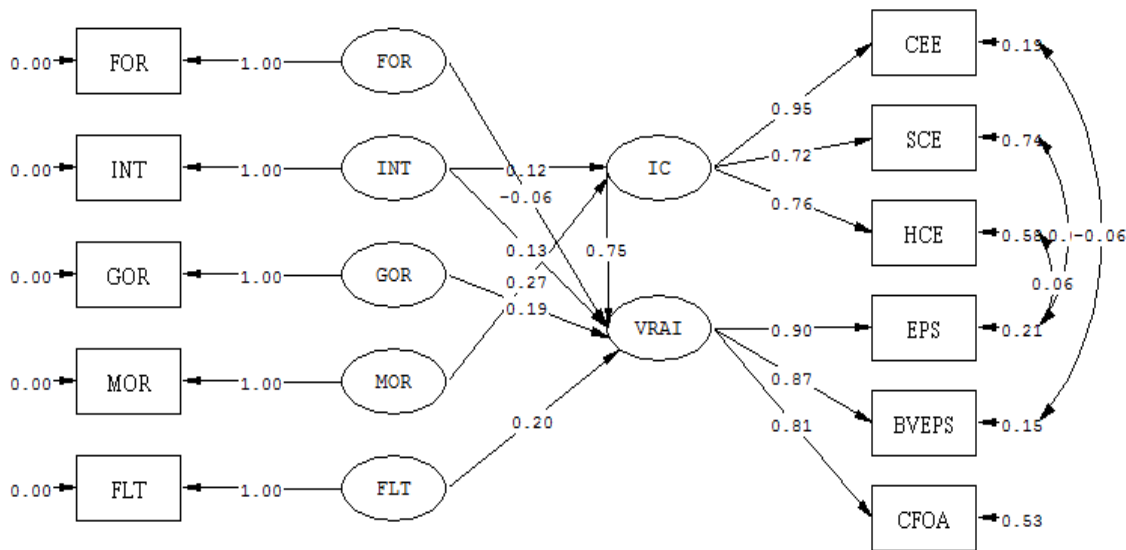 0.00 FOR 1.00 FOR
0.00 INT 1.00 INT
0.00 GOR 1.00 GOR
0.00 MOR 1.00 MOR
0.00 FLT 1.00 FLT
0.12
-0.06
0.13
0.27
0.19
0.20
IC
0.75
VRAI
0.95
0.72
0.76
0.90
0.87
0.81
CEE 0.19
SCE 0.74
HCE 0.58 -0.06
0.06
EPS 0.21
BVEPS 0.15
CFOA 0.53